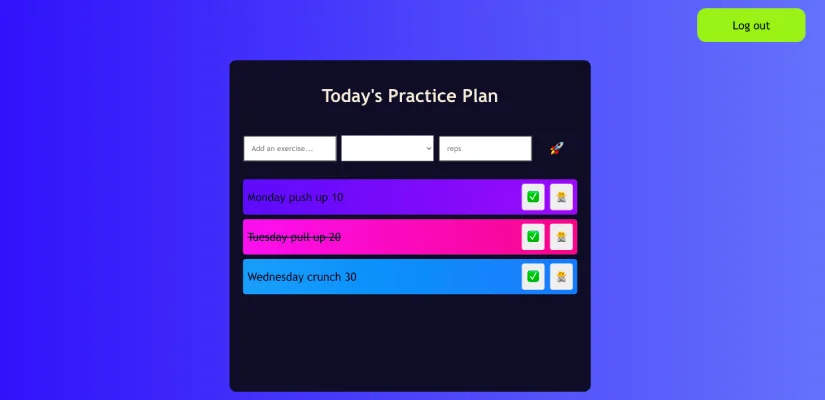 Log out
Today's Practice Plan
Add an exercise... reps
Monday push up 10
Tuesday pull up 20
Wednesday crunch 30